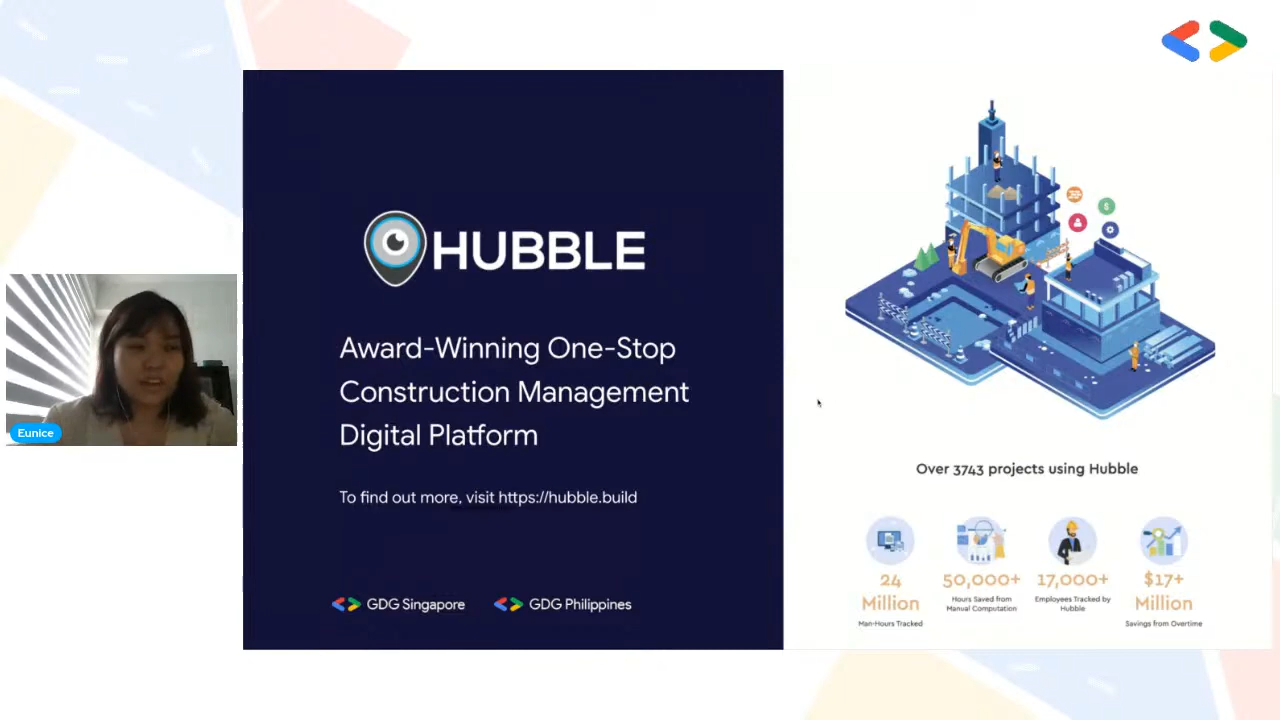 HUBBLE
Award-Winning One-Stop
Construction Management
Digital Platform
To find out more, visit https://hubble.build
GDG Singapore
GDG Philippines
Eunice
$
Over 3743 projects using Hubble
24
Million
Man-Hours Tracked
50,000+
Hours Saved from
Manual Computation
17,000+
Employees Tracked by
Hubble
$17+
Million
Savings from Overtime